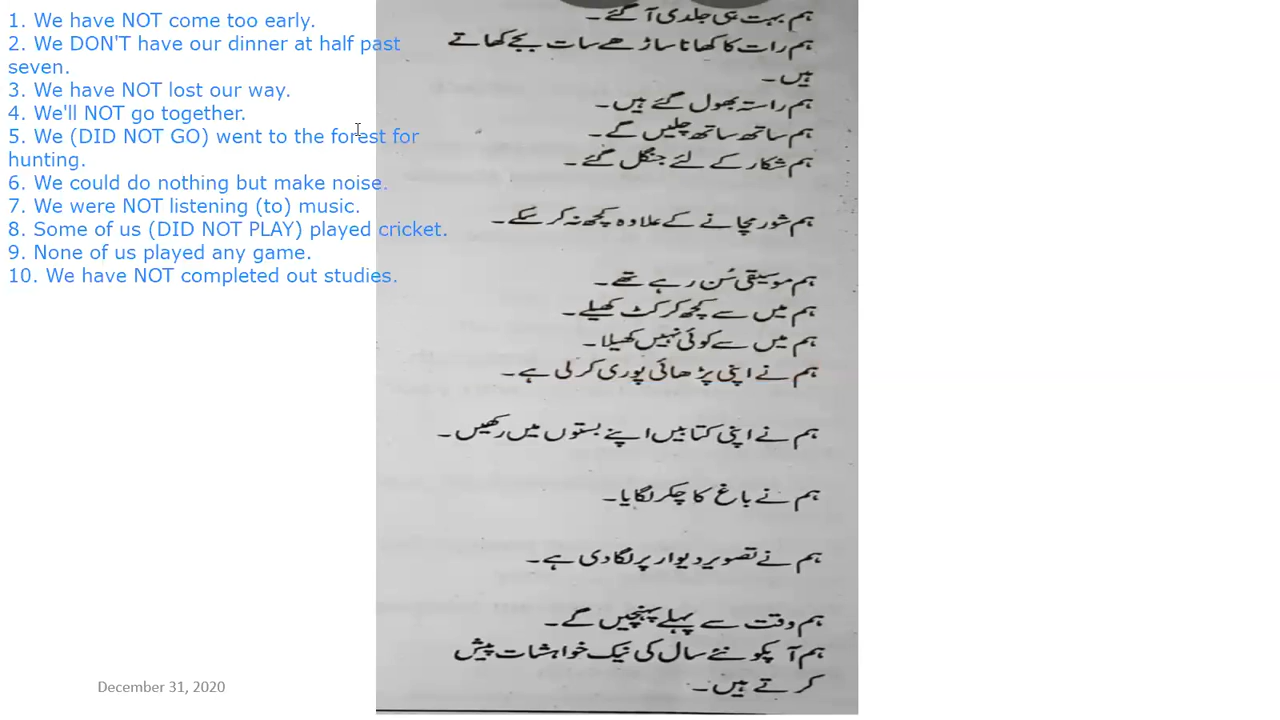 1. We have NOT come too early.
2. We DON'T have our dinner at half past
seven.
3. We have NOT lost our way.
4. We'll NOT go together.
5. We (DID NOT GO) went to the forest for
hunting.
6. We could do nothing but make noise.
7. We were NOT listening (to) music.
8. Some of us (DID NOT PLAY) played cricket.
9. None of us played any game.
10. We have NOT completed out studies.
ہم بہت ہی جلدی آ گئے ۔
ہم رات کا کھانا ساڑھے سات بجے کھاتے
ہیں ۔
ہم راستہ بھول گئے ہیں ۔
ہم ساتھ ساتھ چلیں گے ۔
ہم شکار کے لئے جنگل گئے ۔
ہم شور مچانے کے علاوہ کچھ نہ کر سکے ۔
ہم موسیقی سُن رہے تھے ۔
ہم میں سے کچھ کرکٹ کھیلے ۔
ہم میں سے کوئی نہیں کھیلا ۔
ہم نے اپنی پڑھائی پوری کر لی ہے ۔
ہم نے اپنی کتابیں اپنے بستوں میں رکھیں ۔
ہم نے باغ کا چکر لگایا ۔
ہم نے تصویر دیوار پر لگا دی ہے ۔
ہم وقت سے پہلے پہنچیں گے ۔
ہم آپکو نئے سال کی نیک خواہشات پیش
کرتے ہیں ۔
December 31, 2020